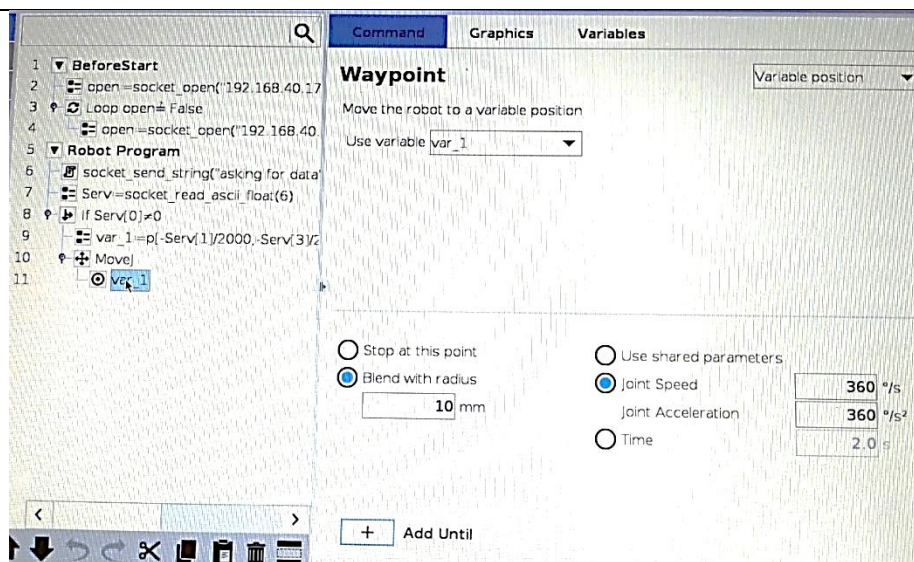 Command Graphics Variables
1 BeforeStart
2 open=socket_open("192.168.40.17
3 Loop open≟False
4 open=socket_open("192.168.40.
5 Robot Program
6 socket_send_string("asking for data
7 Serv=socket_read_ascii_float(6)
8 If Serv[0]≠0
9 var_1=p[-Serv[1]/2000,-Serv[3]/2
10 MoveJ
11 var_1
Waypoint
Variable position
Move the robot to a variable position
Use variable var_1
Stop at this point
Blend with radius
10 mm
Use shared parameters
Joint Speed 360 °/s
Joint Acceleration 360 °/s²
Time 2.0 s
+ Add Until